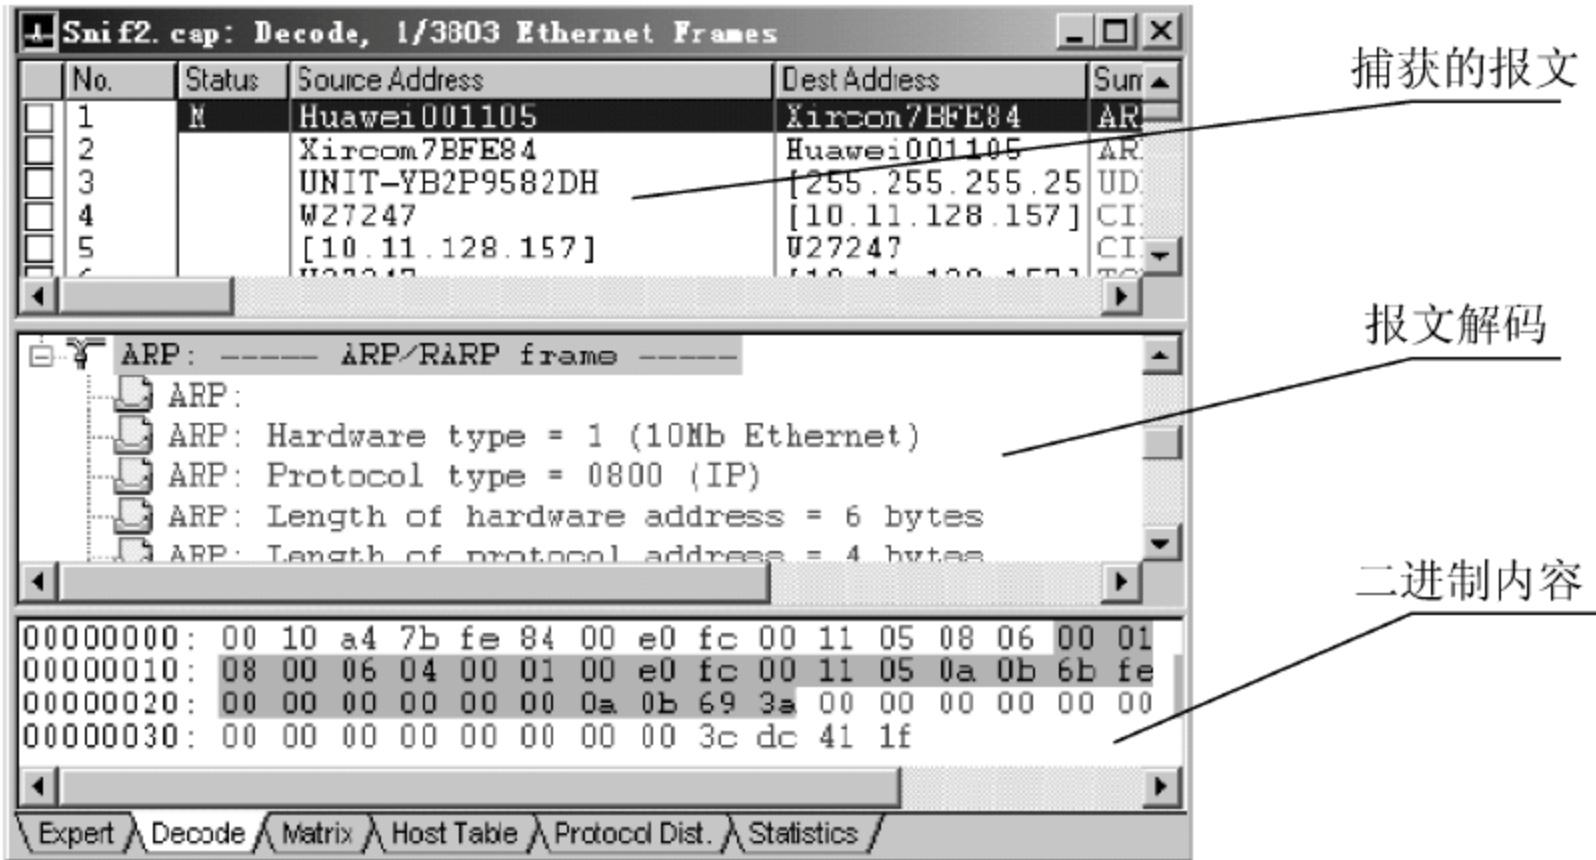 Snif2.cap: Decode, 1/3803 Ethernet Frames
No. Status Source Address Dest Address Sum
1 M Huawei001105 Xircom7BFE84 AR
2 Xircom7BFE84 Huawei001105 AR
3 UNIT-YB2P9582DH [255.255.255.25 UD
4 W27247 [10.11.128.157] CI
5 [10.11.128.157] W27247 CI
捕获的报文
ARP: ----- ARP/RARP frame -----
ARP:
ARP: Hardware type = 1 (10Mb Ethernet)
ARP: Protocol type = 0800 (IP)
ARP: Length of hardware address = 6 bytes
ARP: Length of protocol address = 4 bytes
报文解码
00000000: 00 10 a4 7b fe 84 00 e0 fc 00 11 05 08 06 00 01
00000010: 08 00 06 04 00 01 00 e0 fc 00 11 05 0a 0b 6b fe
00000020: 00 00 00 00 00 00 0a 0b 69 3a 00 00 00 00 00 00
00000030: 00 00 00 00 00 00 00 00 3c dc 41 1f
二进制内容
Expert Decode Matrix Host Table Protocol Dist. Statistics